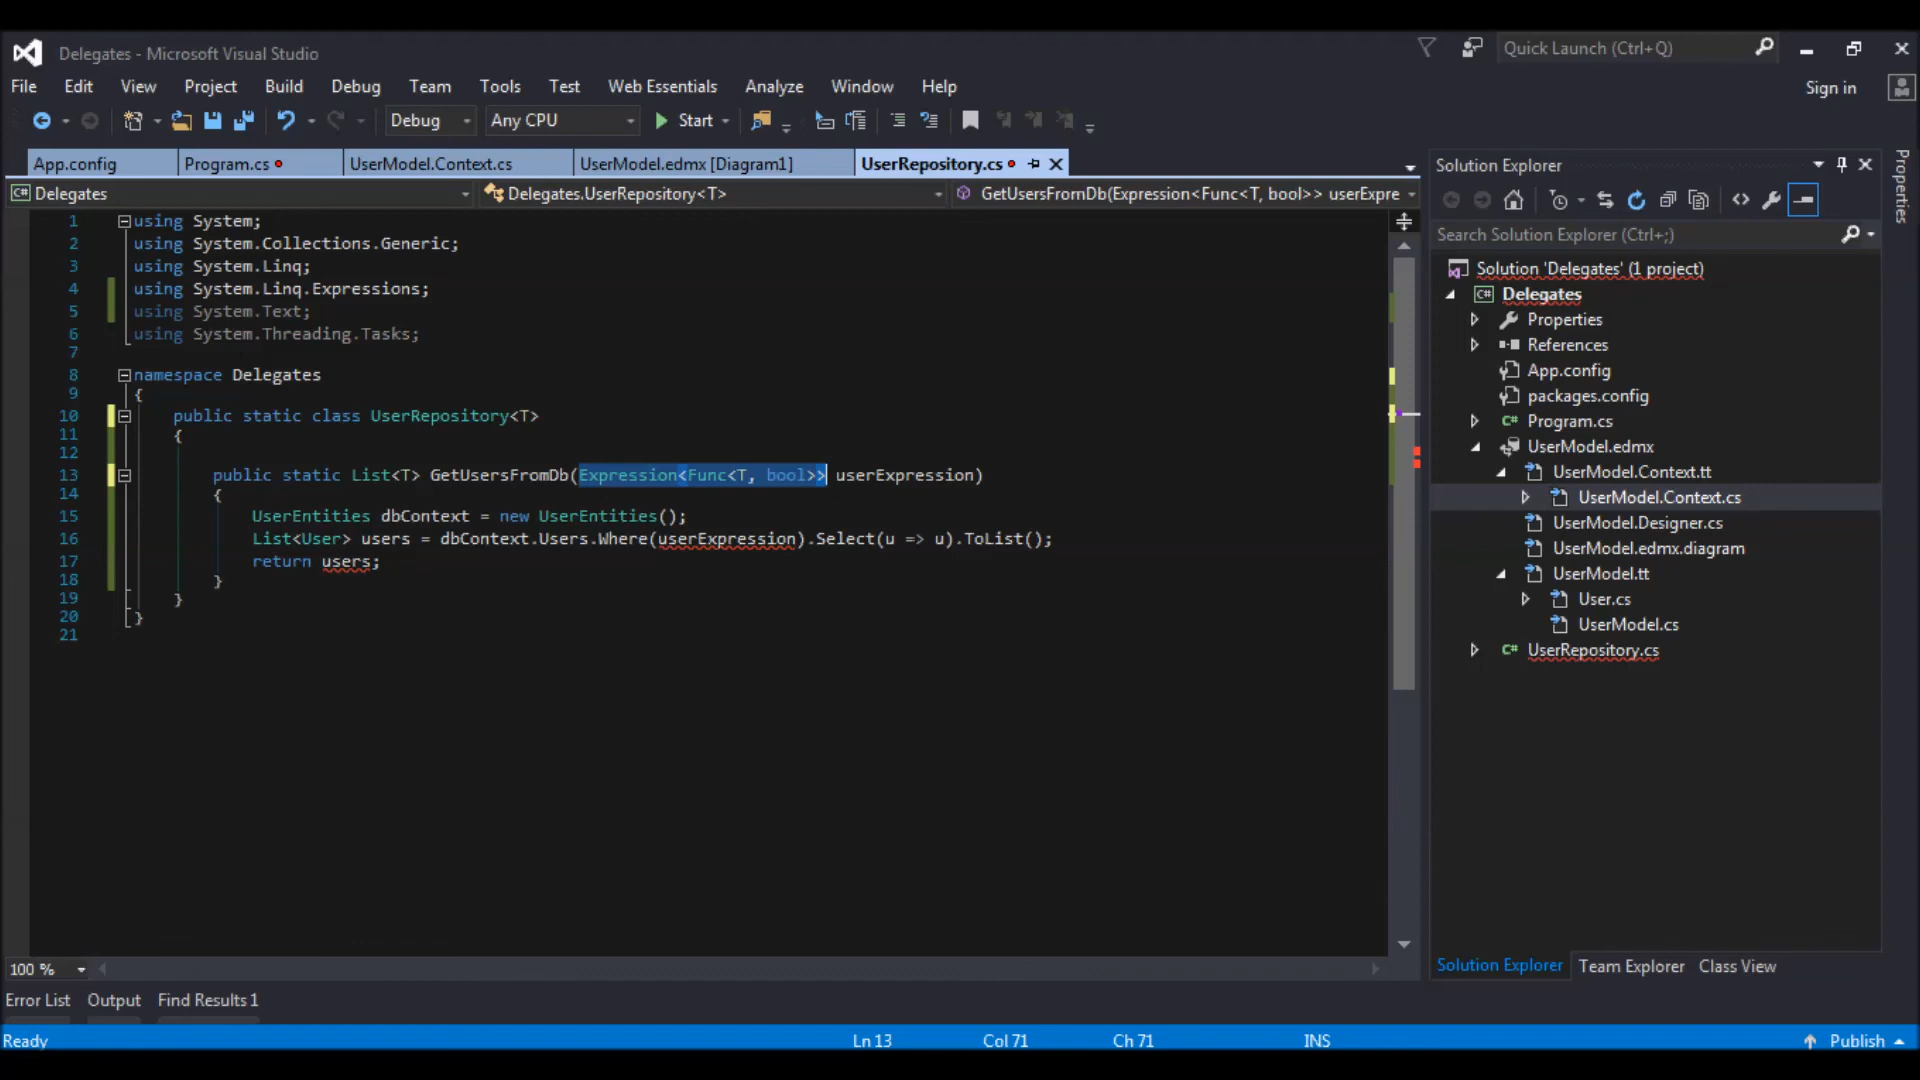 Delegates - Microsoft Visual Studio
Quick Launch (Ctrl+Q)
File Edit View Project Build Debug Team Tools Test Web Essentials Analyze Window Help
Sign in
Debug Any CPU Start
App.config Program.cs UserModel.Context.cs UserModel.edmx [Diagram1] UserRepository.cs
Delegates Delegates.UserRepository<T> GetUsersFromDb(Expression<Func<T, bool>> userExpre
1 using System;
2 using System.Collections.Generic;
3 using System.Linq;
4 using System.Linq.Expressions;
5 using System.Text;
6 using System.Threading.Tasks;
7
8 namespace Delegates
9 {
10 public static class UserRepository<T>
11 {
12
13 public static List<T> GetUsersFromDb(Expression<Func<T, bool>> userExpression)
14 {
15 UserEntities dbContext = new UserEntities();
16 List<User> users = dbContext.Users.Where(userExpression).Select(u => u).ToList();
17 return users;
18 }
19 }
20 }
21
100 %
Solution Explorer
Search Solution Explorer (Ctrl+;)
Solution 'Delegates' (1 project)
C# Delegates
Properties
References
App.config
packages.config
C# Program.cs
UserModel.edmx
UserModel.Context.tt
UserModel.Context.cs
UserModel.Designer.cs
UserModel.edmx.diagram
UserModel.tt
User.cs
UserModel.cs
C# UserRepository.cs
Solution Explorer Team Explorer Class View
Properties
Error List Output Find Results 1
Ready Ln 13 Col 71 Ch 71 INS Publish